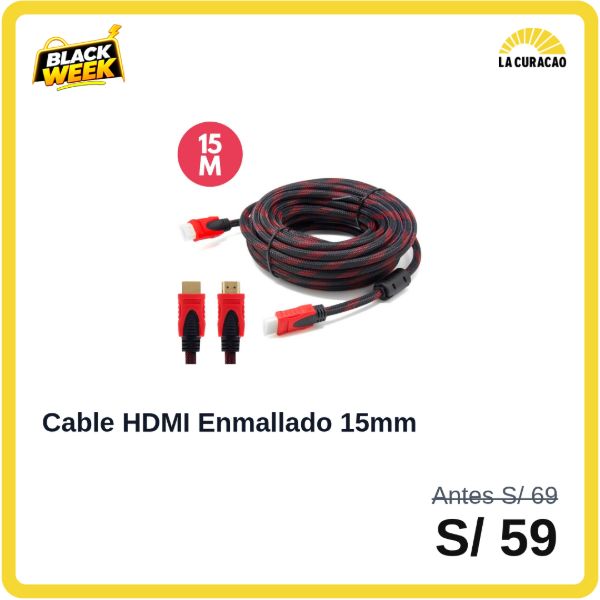 BLACK
WEEK
LA CURACAO
15
M
Cable HDMI Enmallado 15mm
Antes S/ 69
S/ 59